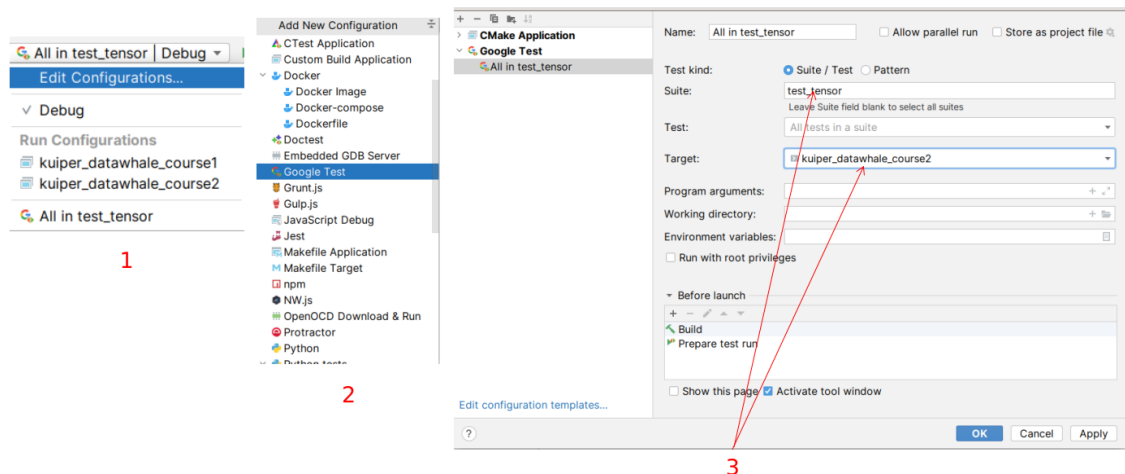 All in test_tensor | Debug
Edit Configurations...
Debug
Run Configurations
kuiper_datawhale_course1
kuiper_datawhale_course2
All in test_tensor
1
Add New Configuration
CTest Application
Custom Build Application
Docker
Docker Image
Docker-compose
Dockerfile
Doctest
Embedded GDB Server
Google Test
Grunt.js
Gulp.js
JavaScript Debug
Jest
Makefile Application
Makefile Target
npm
NW.js
OpenOCD Download & Run
Protractor
Python
Python tests
2
CMake Application
Google Test
All in test_tensor
Edit configuration templates...
?
Name: All in test_tensor Allow parallel run Store as project file
Test kind: Suite / Test Pattern
Suite: test_tensor
Leave Suite field blank to select all suites
Test: All tests in a suite
Target: kuiper_datawhale_course2
Program arguments:
Working directory:
Environment variables:
Run with root privileges
Before launch
Build
Prepare test run
Show this page Activate tool window
OK Cancel Apply
3